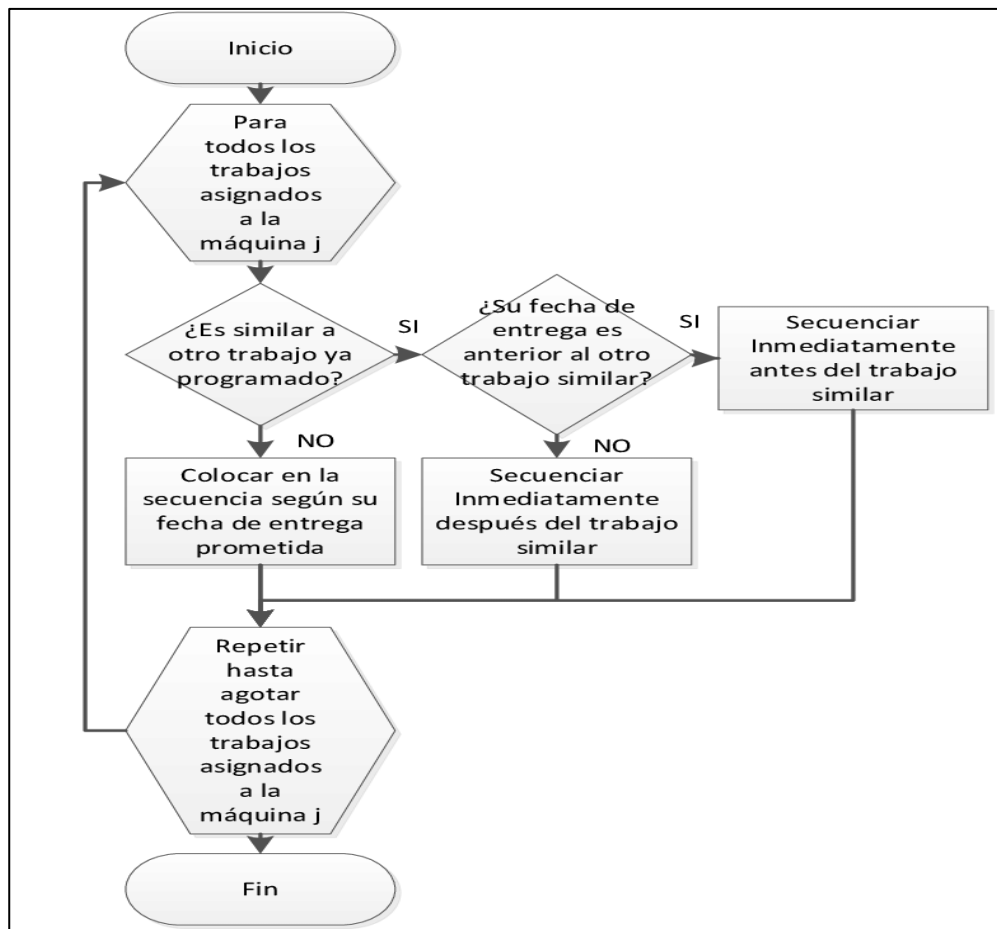 Inicio
Para
todos los
trabajos
asignados
a la
máquina j
¿Es similar a
otro trabajo ya
programado?
SI
¿Su fecha de
entrega es
anterior al otro
trabajo similar?
SI
Secuenciar
Inmediatamente
antes del trabajo
similar
NO
Colocar en la
secuencia según su
fecha de entrega
prometida
NO
Secuenciar
Inmediatamente
después del trabajo
similar
Repetir
hasta
agotar
todos los
trabajos
asignados
a la
máquina j
Fin